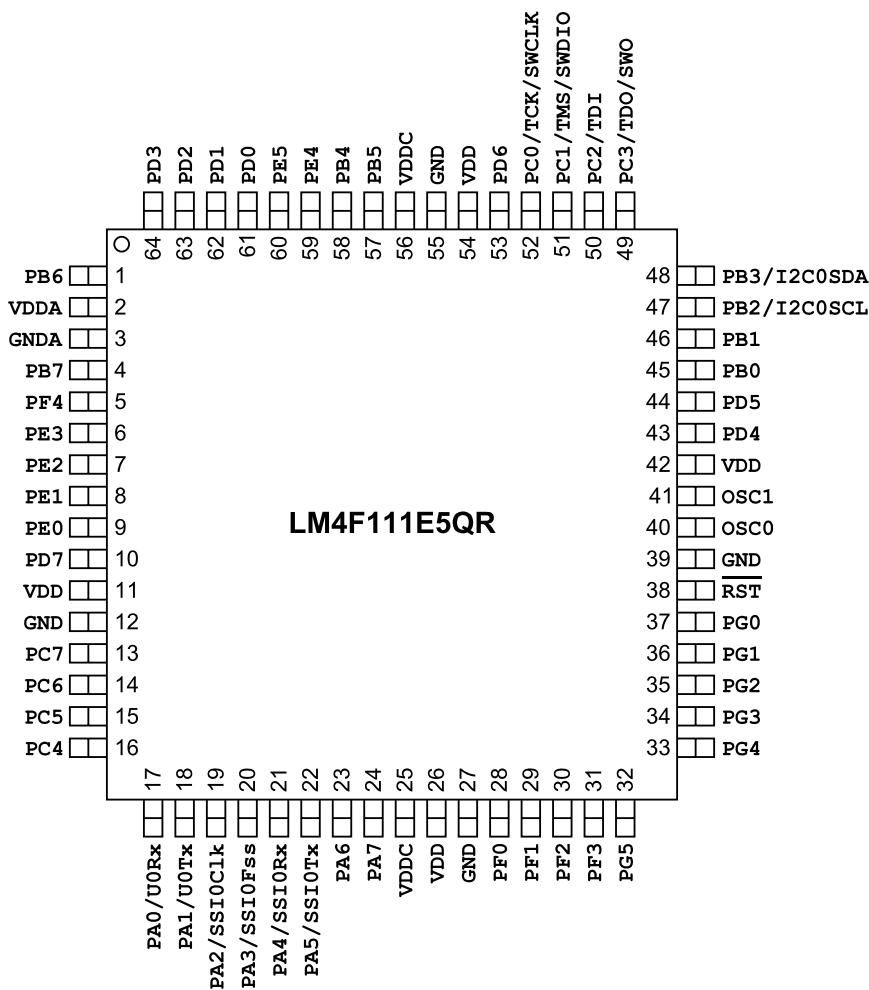 PD3 PD2 PD1 PD0 PE5 PE4 PB4 PB5 VDDC GND VDD PD6 PC0/TCK/SWCLK PC1/TMS/SWDIO PC2/TDI PC3/TDO/SWO
64 63 62 61 60 59 58 57 56 55 54 53 52 51 50 49
PB6 1 48 PB3/I2C0SDA
VDDA 2 47 PB2/I2C0SCL
GNDA 3 46 PB1
PB7 4 45 PB0
PF4 5 44 PD5
PE3 6 43 PD4
PE2 7 42 VDD
PE1 8 41 OSC1
PE0 9 40 OSC0
PD7 10 39 GND
VDD 11 38 RST
GND 12 37 PG0
PC7 13 36 PG1
PC6 14 35 PG2
PC5 15 34 PG3
PC4 16 33 PG4
LM4F111E5QR
17 18 19 20 21 22 23 24 25 26 27 28 29 30 31 32
PA0/U0Rx PA1/U0Tx PA2/SSI0Clk PA3/SSI0Fss PA4/SSI0Rx PA5/SSI0Tx PA6 PA7 VDDC VDD GND PF0 PF1 PF2 PF3 PG5